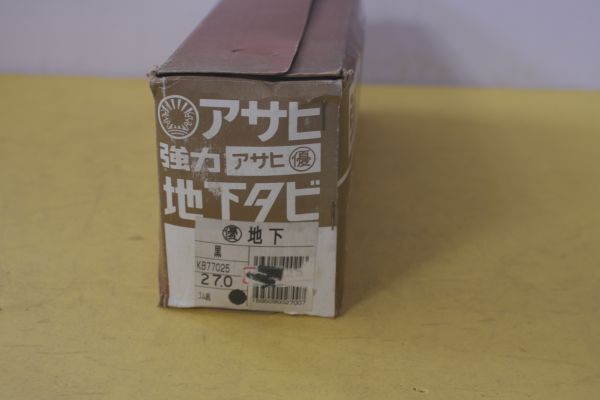 アサヒ
強力 アサヒ 優
地下タビ
優 地下
黒
KB77025
27.0